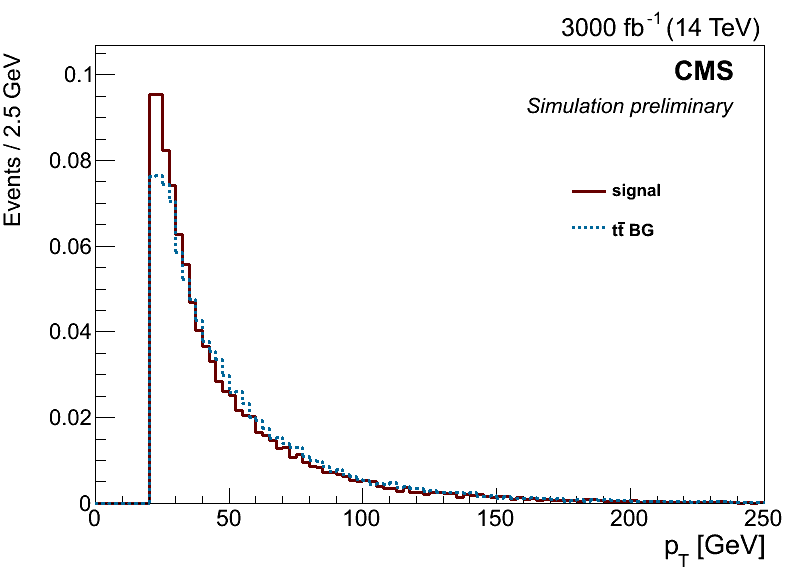 3000 fb⁻¹ (14 TeV)
CMS
Simulation preliminary
Events / 2.5 GeV
signal
tt̄ BG
0.1
0.08
0.06
0.04
0.02
0
0 50 100 150 200 250
p_T [GeV]